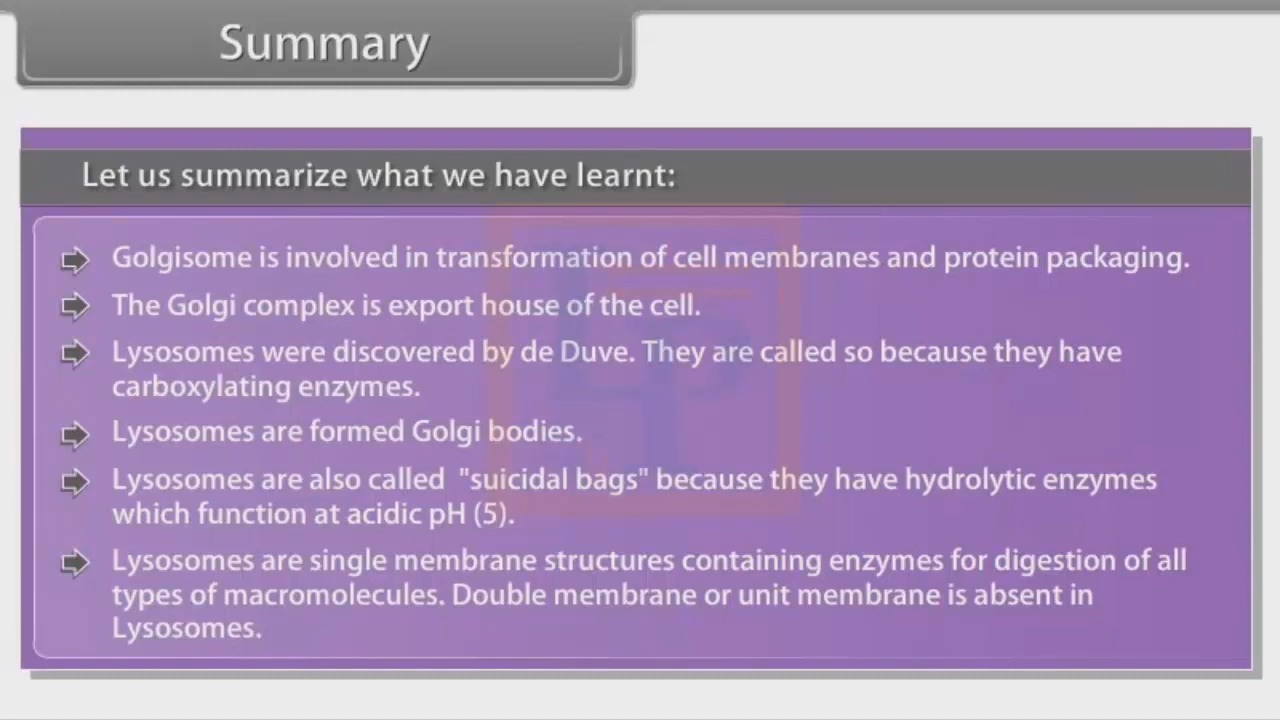 Summary
Let us summarize what we have learnt:
Golgisome is involved in transformation of cell membranes and protein packaging.
The Golgi complex is export house of the cell.
Lysosomes were discovered by de Duve. They are called so because they have
carboxylating enzymes.
Lysosomes are formed Golgi bodies.
Lysosomes are also called "suicidal bags" because they have hydrolytic enzymes
which function at acidic pH (5).
Lysosomes are single membrane structures containing enzymes for digestion of all
types of macromolecules. Double membrane or unit membrane is absent in
Lysosomes.